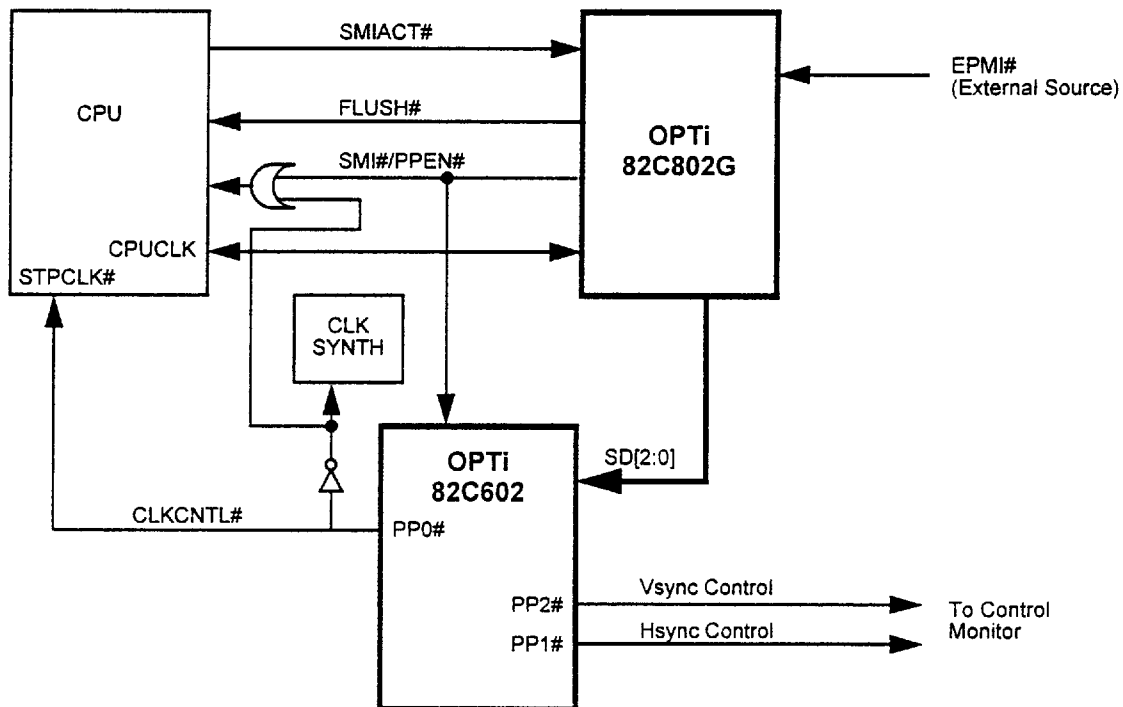 SMIACT#
EPMI#
(External Source)
CPU
FLUSH#
OPTi
82C802G
SMI#/PPEN#
CPUCLK
STPCLK#
CLK
SYNTH
OPTi
82C602
SD[2:0]
CLKCNTL#
PP0#
PP2#
Vsync Control
To Control
Monitor
PP1#
Hsync Control